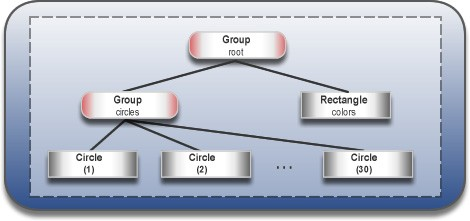 Group
root
Group
circles
Rectangle
colors
Circle
(1)
Circle
(2)
...
Circle
(30)